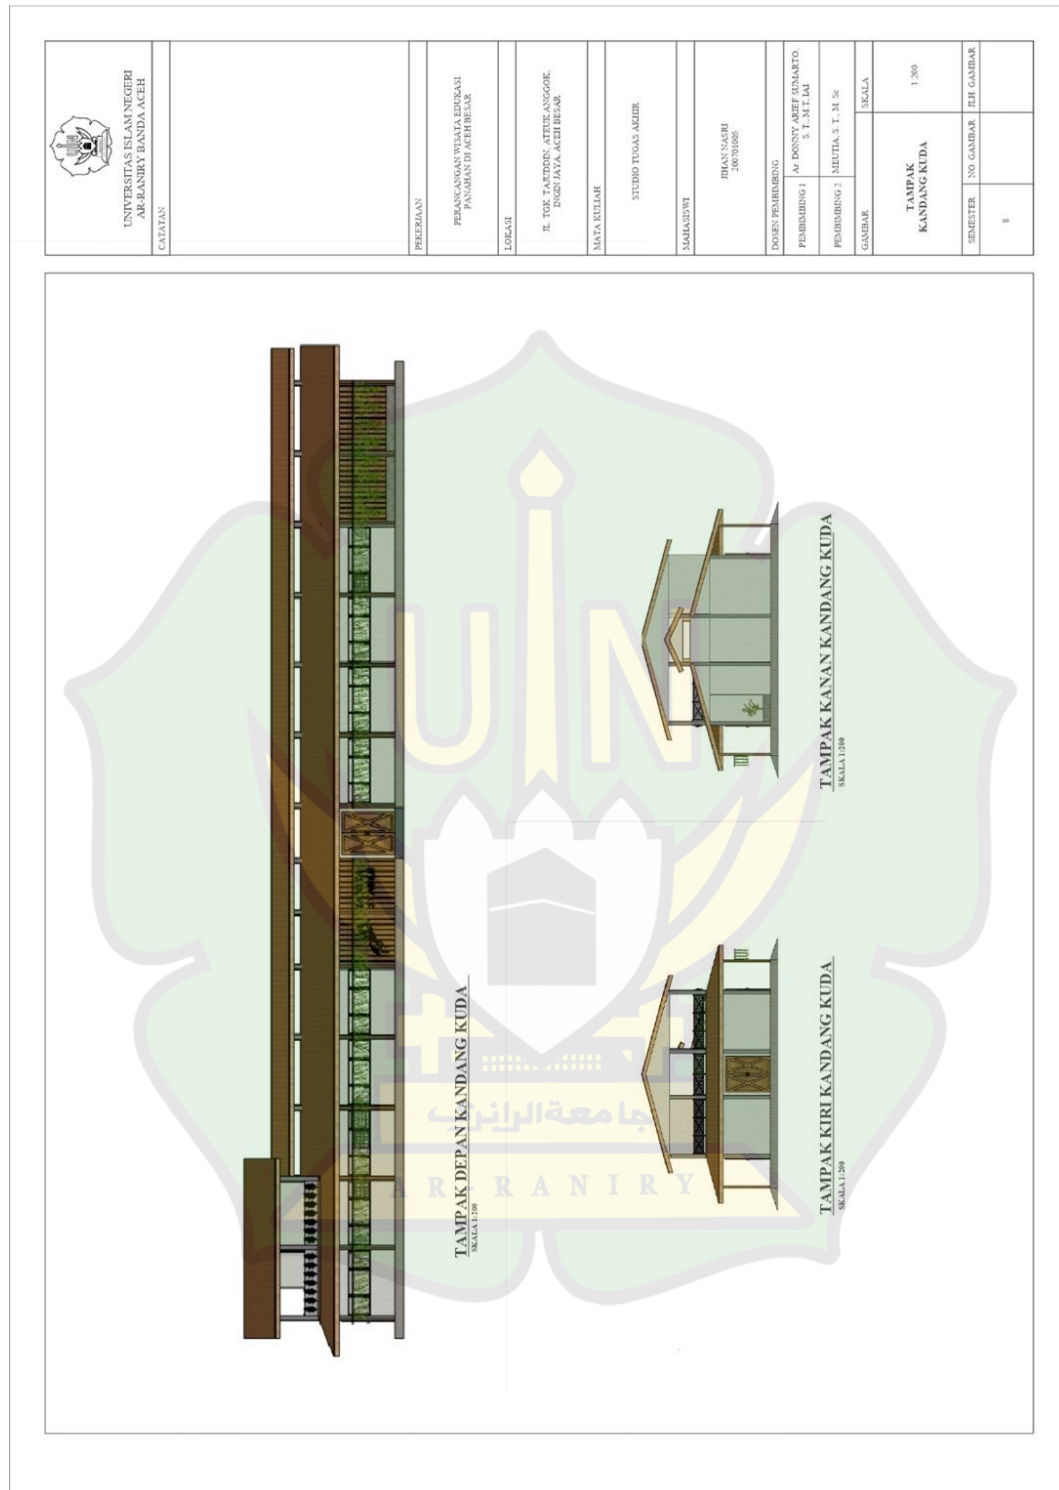 UNIVERSITAS ISLAM NEGERI
AR-RANIRY BANDA ACEH
CATATAN
PEKERJAAN
PERANCANGAN WISATA EDUKASI
PANAHAN DI ACEH BESAR
LOKASI
JL. TGK. TAJUDDIN, ATEUK ANGGOK,
INGIN JAYA, ACEH BESAR
MATA KULIAH
STUDIO TUGAS AKHIR
MAHASISWI
JIHAN NASRI
200701005
DOSEN PEMBIMBING
PEMBIMBING 1
Ar. DONNY ARIEF SUMARTO,
S. T., M.T. IAI
PEMBIMBING 2
MEUTIA, S. T., M. Sc
GAMBAR
SKALA
TAMPAK
KANDANG KUDA
1:200
SEMESTER
NO. GAMBAR
JLH. GAMBAR
8
TAMPAK DEPAN KANDANG KUDA
SKALA 1:200
TAMPAK KIRI KANDANG KUDA
SKALA 1:200
TAMPAK KANAN KANDANG KUDA
SKALA 1:200
UIN
جامعة الرانري
AR-RANIRY